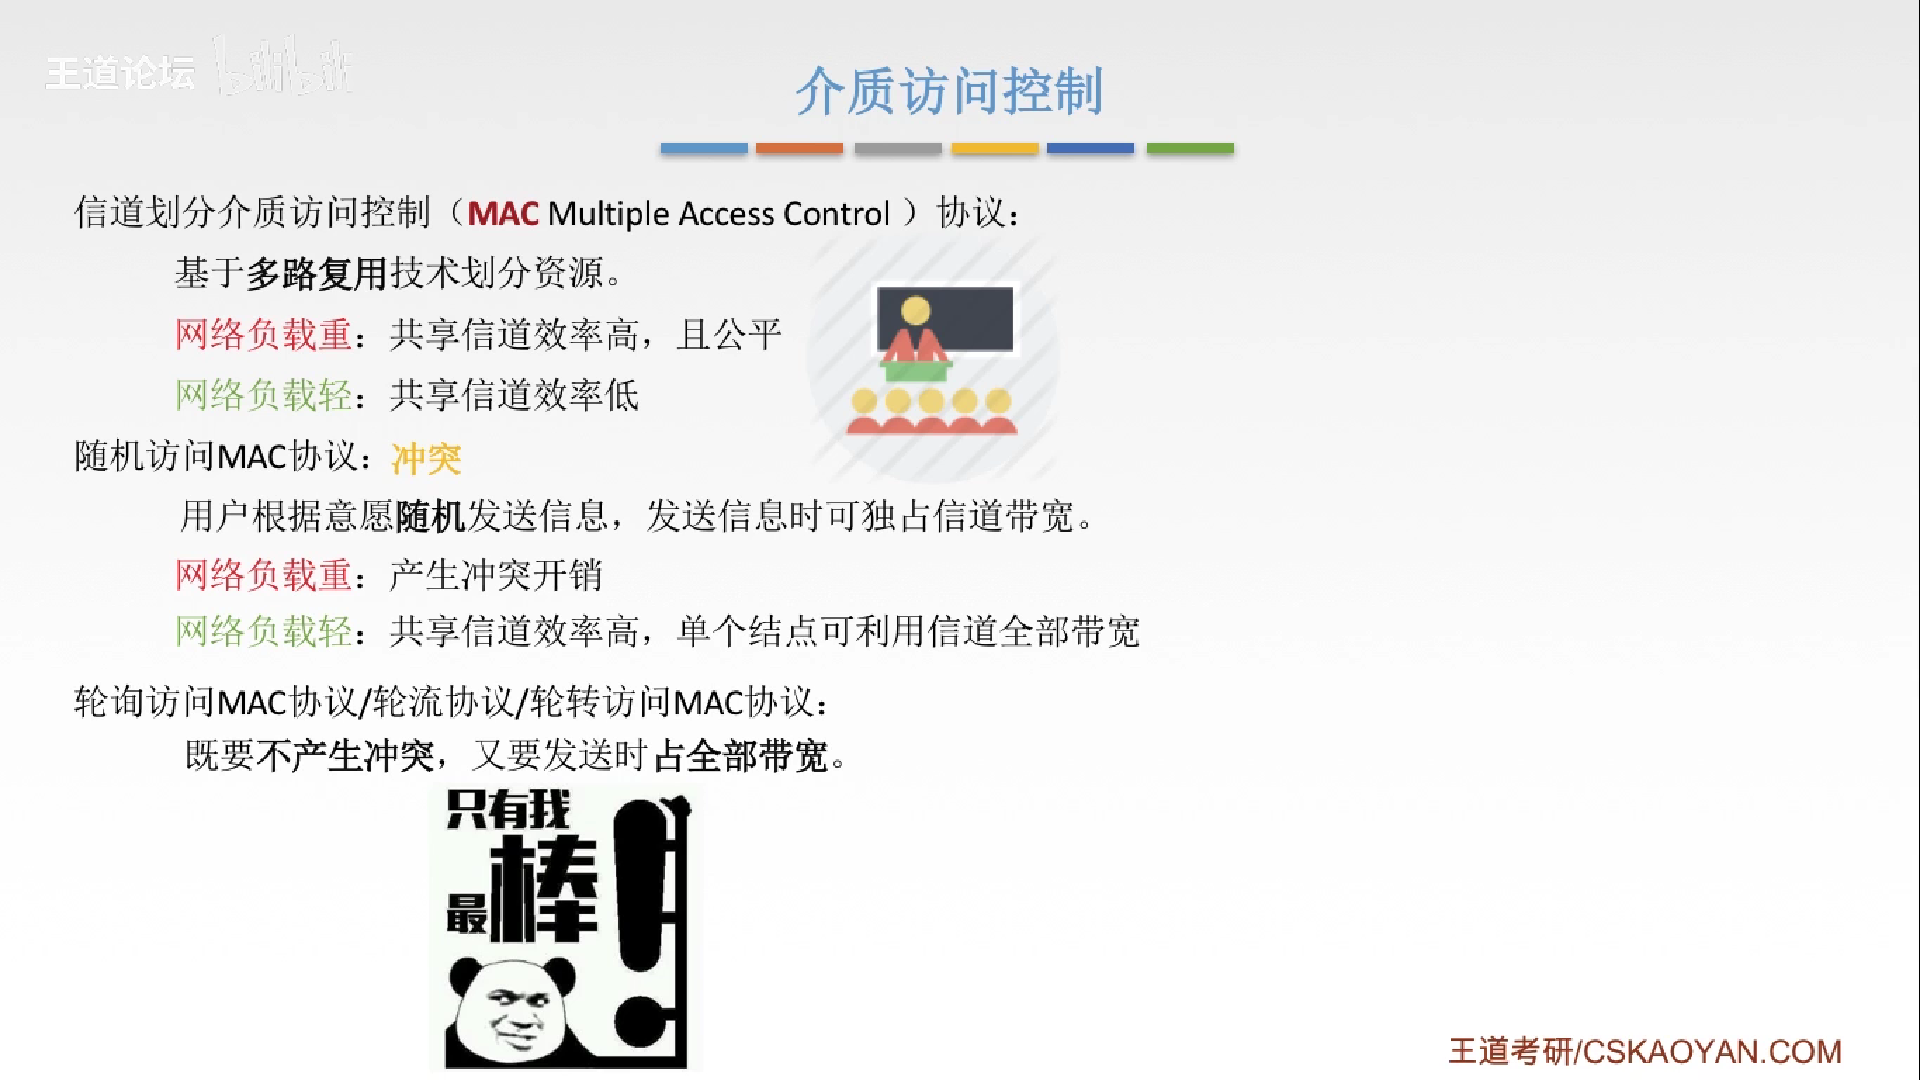 王道论坛 bilibili
介质访问控制
信道划分介质访问控制（MAC Multiple Access Control ）协议：
基于多路复用技术划分资源。
网络负载重：共享信道效率高，且公平
网络负载轻：共享信道效率低
随机访问MAC协议：冲突
用户根据意愿随机发送信息，发送信息时可独占信道带宽。
网络负载重：产生冲突开销
网络负载轻：共享信道效率高，单个结点可利用信道全部带宽
轮询访问MAC协议/轮流协议/轮转访问MAC协议：
既要不产生冲突，又要发送时占全部带宽。
只有我
最棒！
王道考研/CSKAOYAN.COM